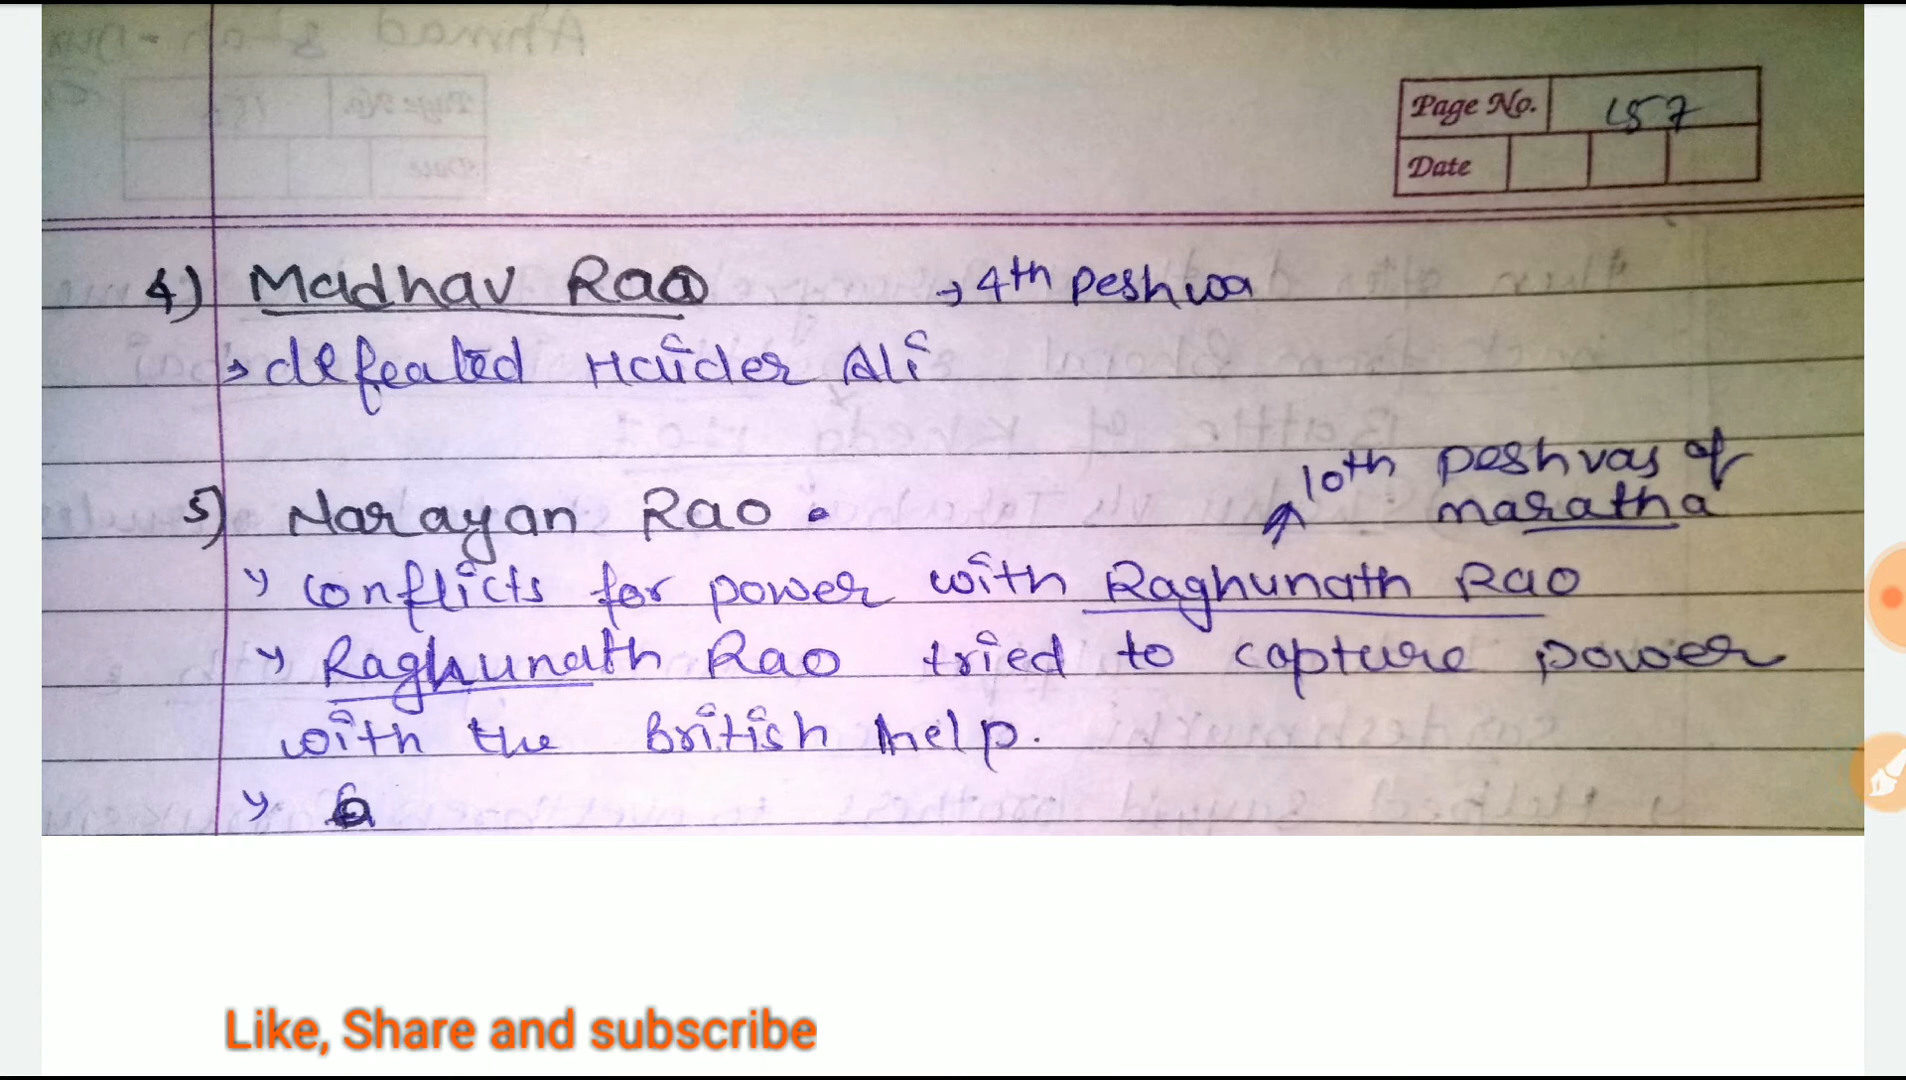 Page No. 157
Date
4) Madhav Rao → 4th Peshwa
→ defeated Haider Ali
10th peshvas of
maratha
5) Narayan Rao.
→ conflicts for power with Raghunath Rao
→ Raghunath Rao tried to capture power
with the British help.
Like, Share and subscribe